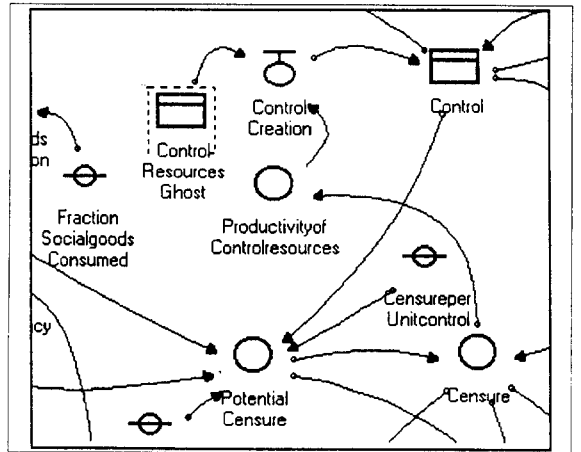 Control
Creation
Control
ds
on
Control
Resources
Ghost
Fraction
Socialgoods
Consumed
Productivityof
Controlresources
Censureper
Unitcontrol
cy
Potential
Censure
Censure